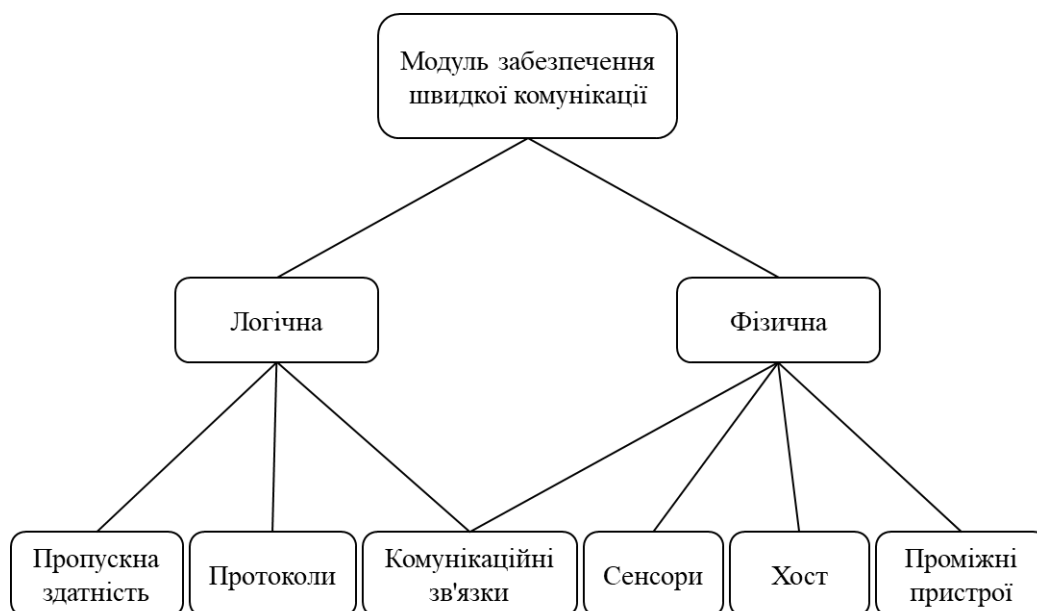 Модуль забезпечення
швидкої комунікації
Логічна
Фізична
Пропускна
здатність
Протоколи
Комунікаційні
зв'язки
Сенсори
Хост
Проміжні
пристрої